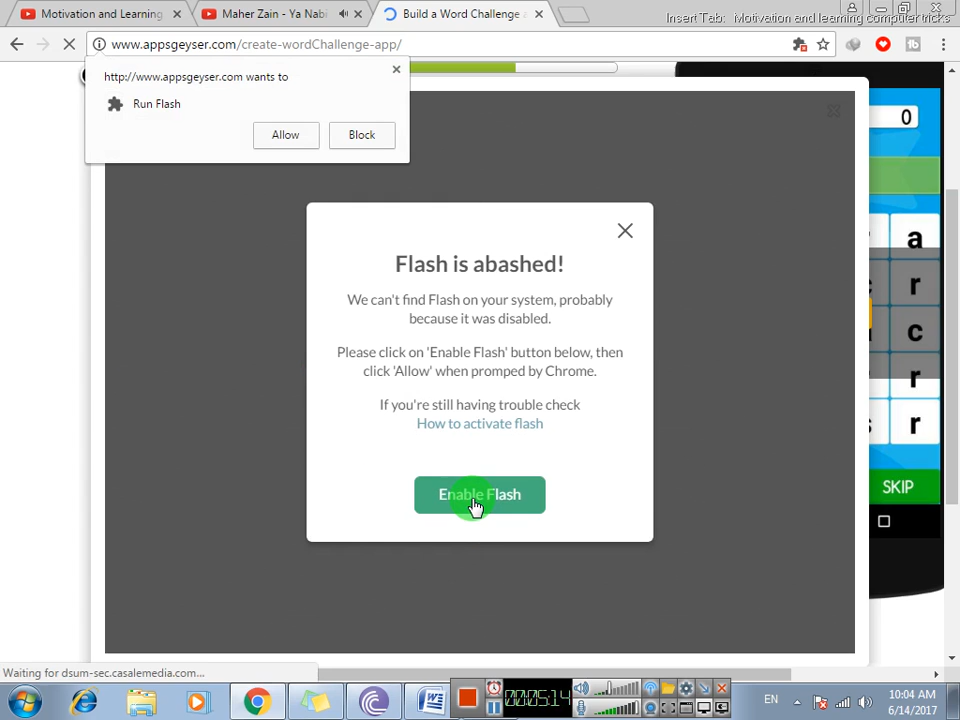 Motivation and Learning
Maher Zain - Ya Nabi
Build a Word Challenge
Insert Tab: Motivation and learning computer tricks
www.appsgeyser.com/create-wordChallenge-app/
http://www.appsgeyser.com wants to
Run Flash
Allow
Block
0
Flash is abashed!
We can't find Flash on your system, probably
because it was disabled.
Please click on 'Enable Flash' button below, then
click 'Allow' when promped by Chrome.
If you're still having trouble check
How to activate flash
Enable Flash
a
r
c
r
r
SKIP
Waiting for dsum-sec.casalemedia.com...
000:05:14
EN
10:04 AM
6/14/2017